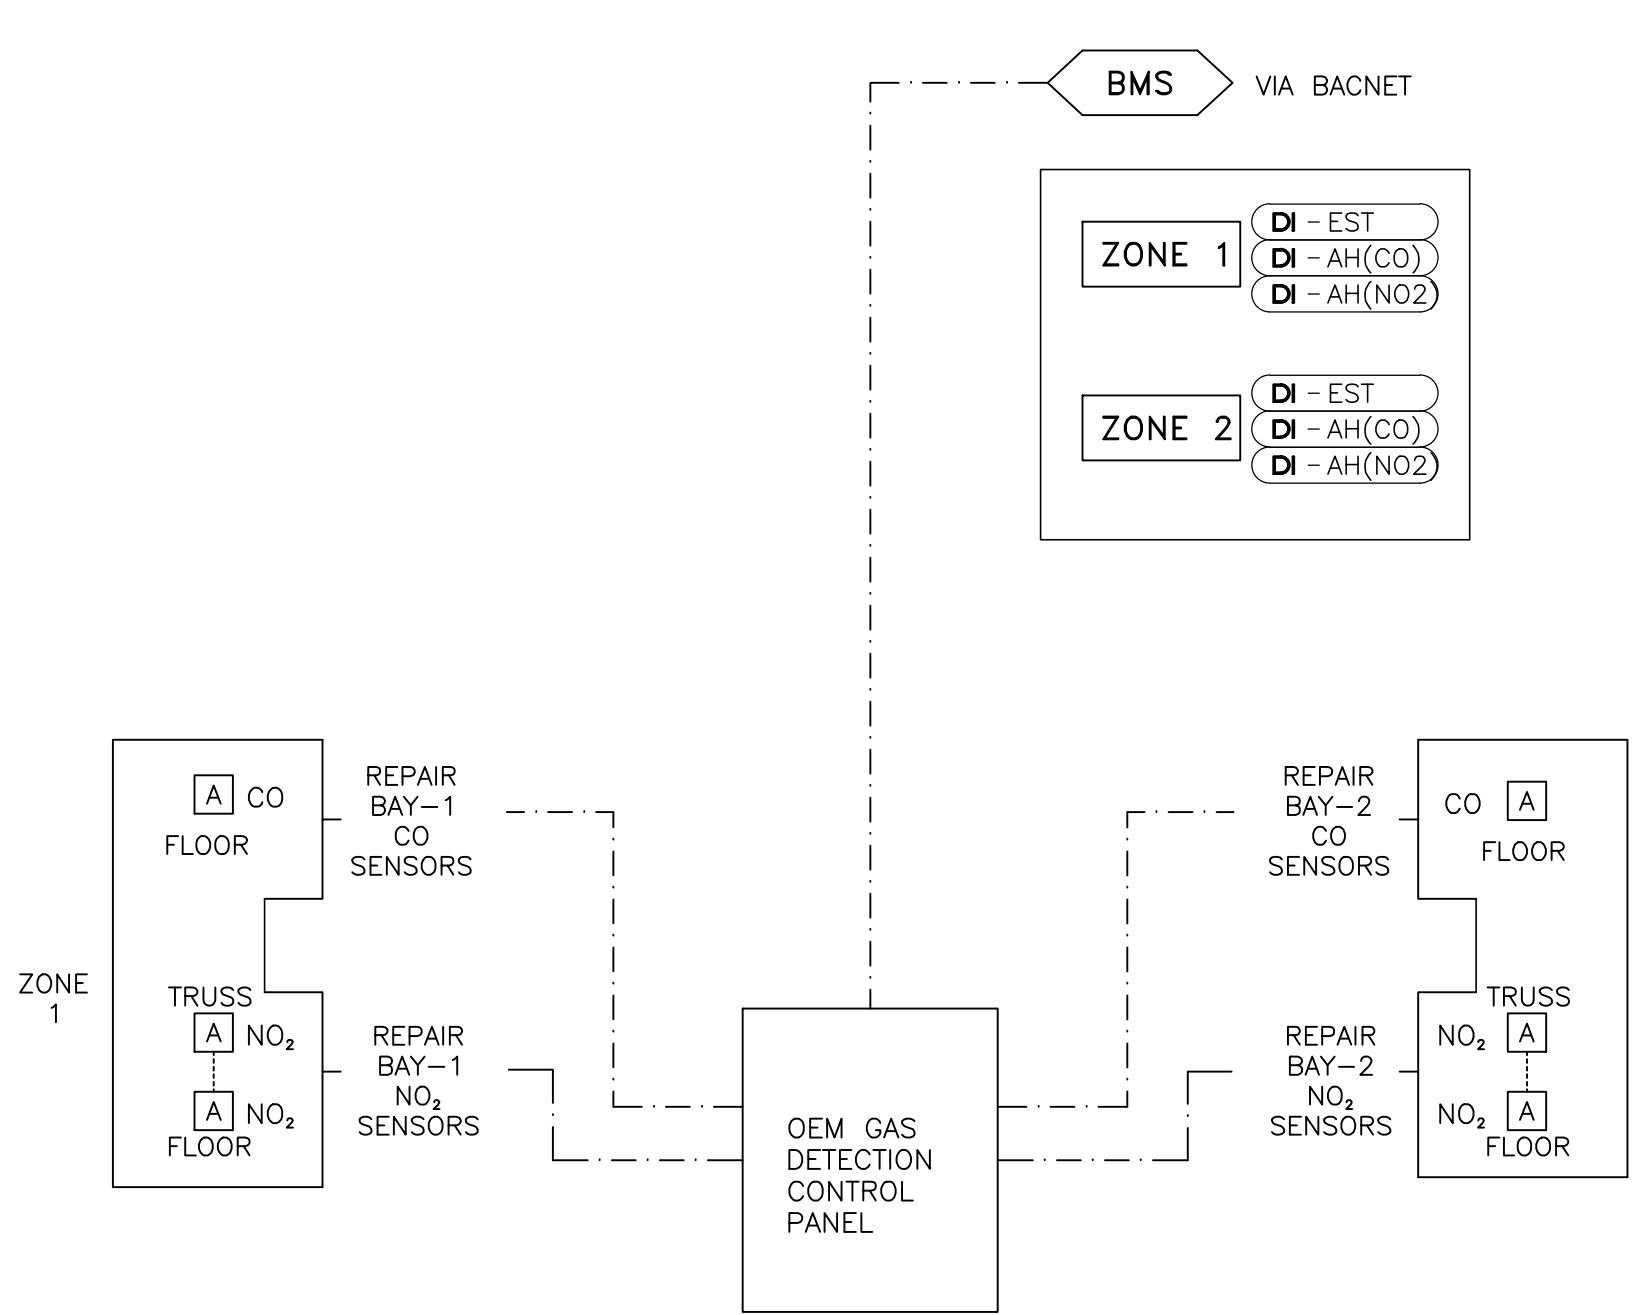 BMS VIA BACNET
ZONE 1
DI - EST
DI - AH(CO)
DI - AH(NO2)
ZONE 2
DI - EST
DI - AH(CO)
DI - AH(NO2)
ZONE
1
A CO
FLOOR
TRUSS
A NO₂
A NO₂
FLOOR
REPAIR
BAY-1
CO
SENSORS
REPAIR
BAY-1
NO₂
SENSORS
OEM GAS
DETECTION
CONTROL
PANEL
REPAIR
BAY-2
CO
SENSORS
REPAIR
BAY-2
NO₂
SENSORS
CO A
FLOOR
TRUSS
NO₂ A
NO₂ A
FLOOR